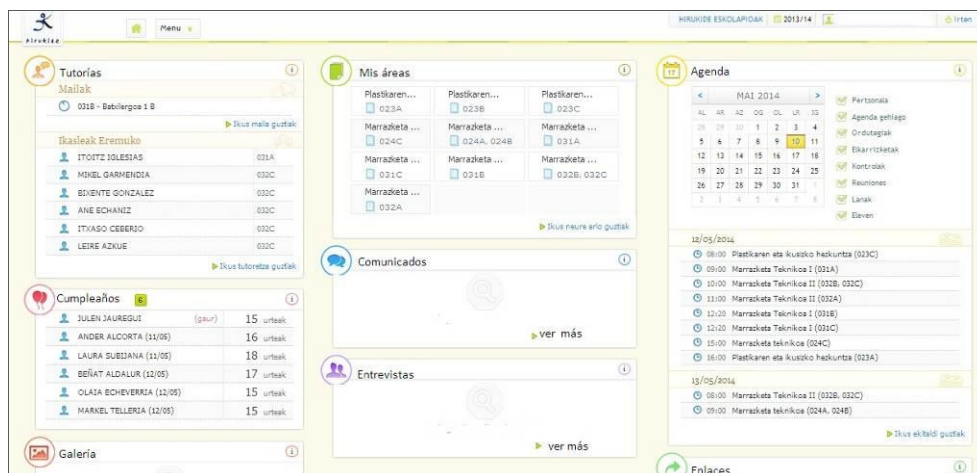 Hirukide
Menu
HIRUKIDE ESKOLAPIOAK
2013/14
Irten
Tutorías
Mailak
031B - Batxilergoa 1 B
Ikus maila guztiak
Ikasleak Eremuko
ITOITZ IGLESIAS 031A
MIKEL GARMENDIA 032C
BIXENTE GONZALEZ 032C
ANE ECHANIZ 032C
ITXASO CEBERIO 032C
LEIRE AZKUE 032C
Ikus tutoretza guztiak
Cumpleaños 6
JULEN JAUREGUI (gaur) 15 urteak
ANDER ALCORTA (11/05) 16 urteak
LAURA SUBIJANA (11/05) 18 urteak
BEÑAT ALDALUR (12/05) 17 urteak
OLAIA ECHEVERRIA (12/05) 15 urteak
MARKEL TELLERIA (12/05) 15 urteak
Galería
Mis áreas
Plastikaren... Plastikaren... Plastikaren...
023A 023B 023C
Marrazketa ... Marrazketa ... Marrazketa ...
024C 024A, 024B 031A
Marrazketa ... Marrazketa ... Marrazketa ...
031C 031B 032B, 032C
Marrazketa ...
032A
Ikus neure arlo guztiak
Comunicados
ver más
Entrevistas
ver más
Agenda
17
< MAI 2014 >
AL AR AZ OG OL LR IG
28 29 30 1 2 3 4
5 6 7 8 9 10 11
12 13 14 15 16 17 18
19 20 21 22 23 24 25
26 27 28 29 30 31 1
2 3 4 5 6 7 8
Pertsonala
Agenda gehiago
Ordutegiak
Elkarrizketak
Kontrolak
Reuniones
Lanak
Eleven
12/05/2014
08:00 Plastikaren eta ikusizko hezkuntza (023C)
09:00 Marrazketa Teknikoa I (031A)
10:00 Marrazketa Teknikoa II (032B, 032C)
11:00 Marrazketa Teknikoa II (032A)
12:20 Marrazketa Teknikoa I (031B)
12:20 Marrazketa Teknikoa I (031C)
15:00 Marrazketa teknikoa (024C)
16:00 Plastikaren eta ikusizko hezkuntza (023A)
13/05/2014
08:00 Marrazketa Teknikoa II (032B, 032C)
09:00 Marrazketa teknikoa (024A, 024B)
Ikus ekitaldi guztiak
Enlaces